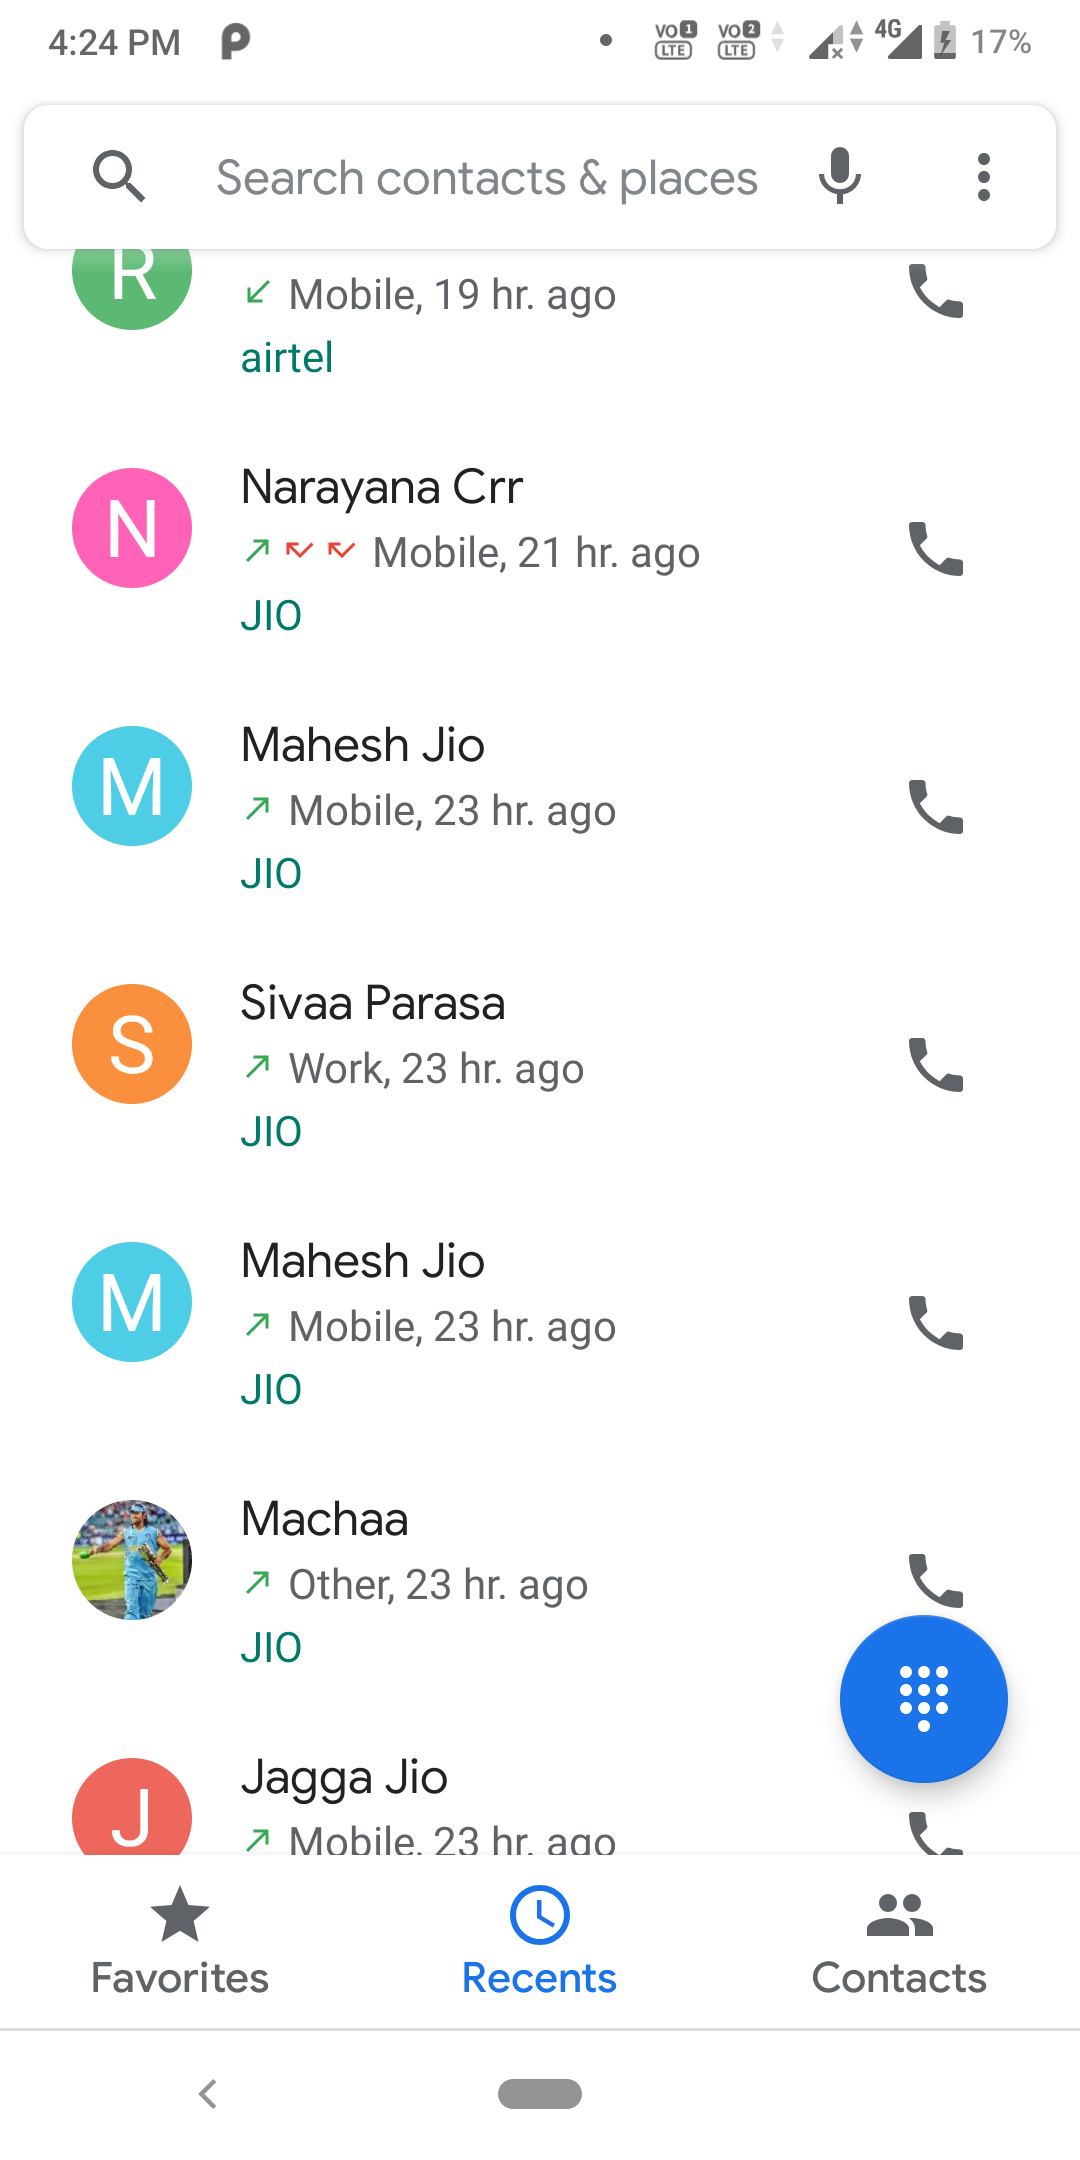 4:24 PM
VO 1 LTE VO 2 LTE 4G 17%
Search contacts & places
R
Mobile, 19 hr. ago
airtel
N
Narayana Crr
Mobile, 21 hr. ago
JIO
M
Mahesh Jio
Mobile, 23 hr. ago
JIO
S
Sivaa Parasa
Work, 23 hr. ago
JIO
M
Mahesh Jio
Mobile, 23 hr. ago
JIO
Machaa
Other, 23 hr. ago
JIO
J
Jagga Jio
Mobile, 23 hr. ago
Favorites
Recents
Contacts